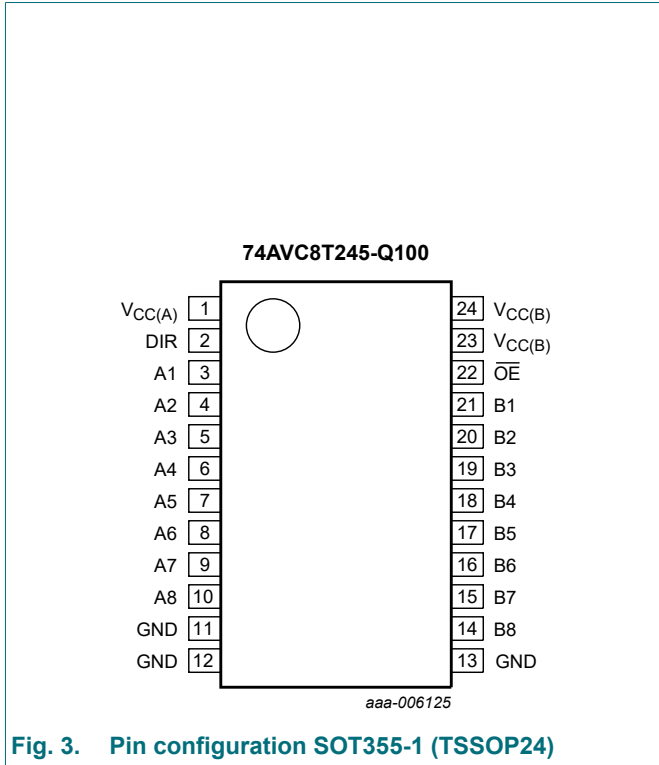 74AVC8T245-Q100
VCC(A) 1 24 VCC(B)
DIR 2 23 VCC(B)
A1 3 22 O̅E̅
A2 4 21 B1
A3 5 20 B2
A4 6 19 B3
A5 7 18 B4
A6 8 17 B5
A7 9 16 B6
A8 10 15 B7
GND 11 14 B8
GND 12 13 GND
aaa-006125
Fig. 3. Pin configuration SOT355-1 (TSSOP24)